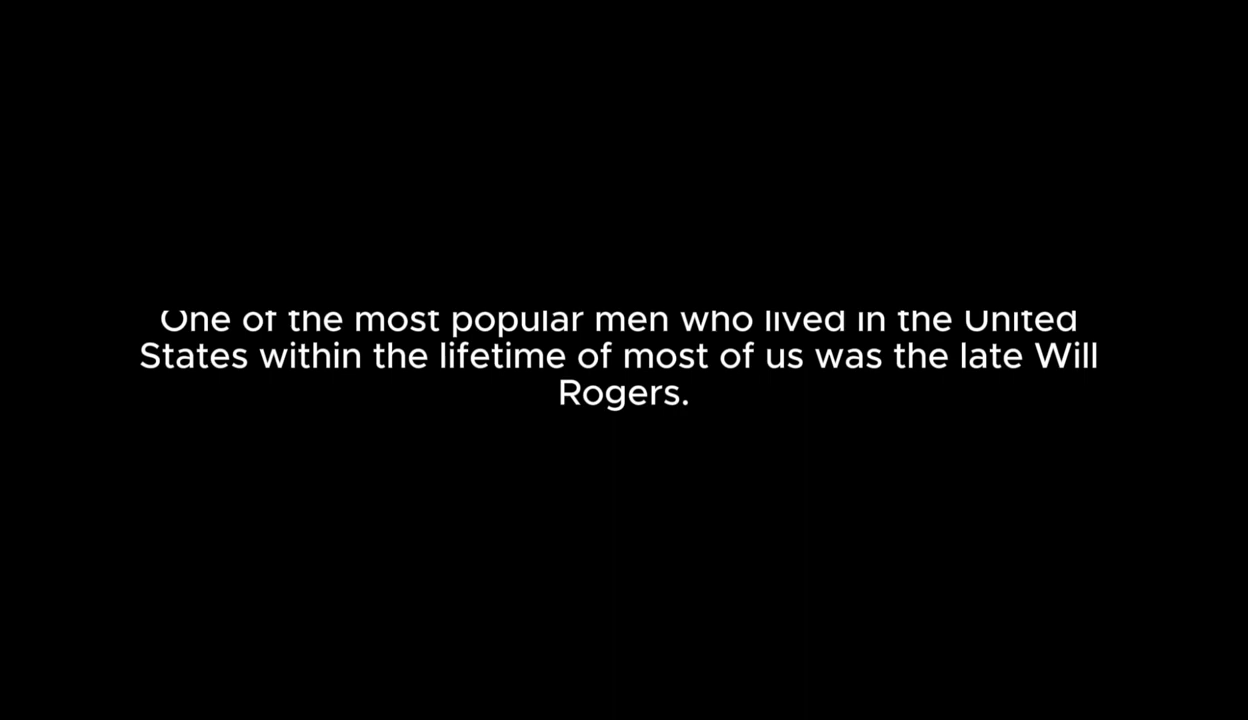 One of the most popular men who lived in the United
States within the lifetime of most of us was the late Will
Rogers.